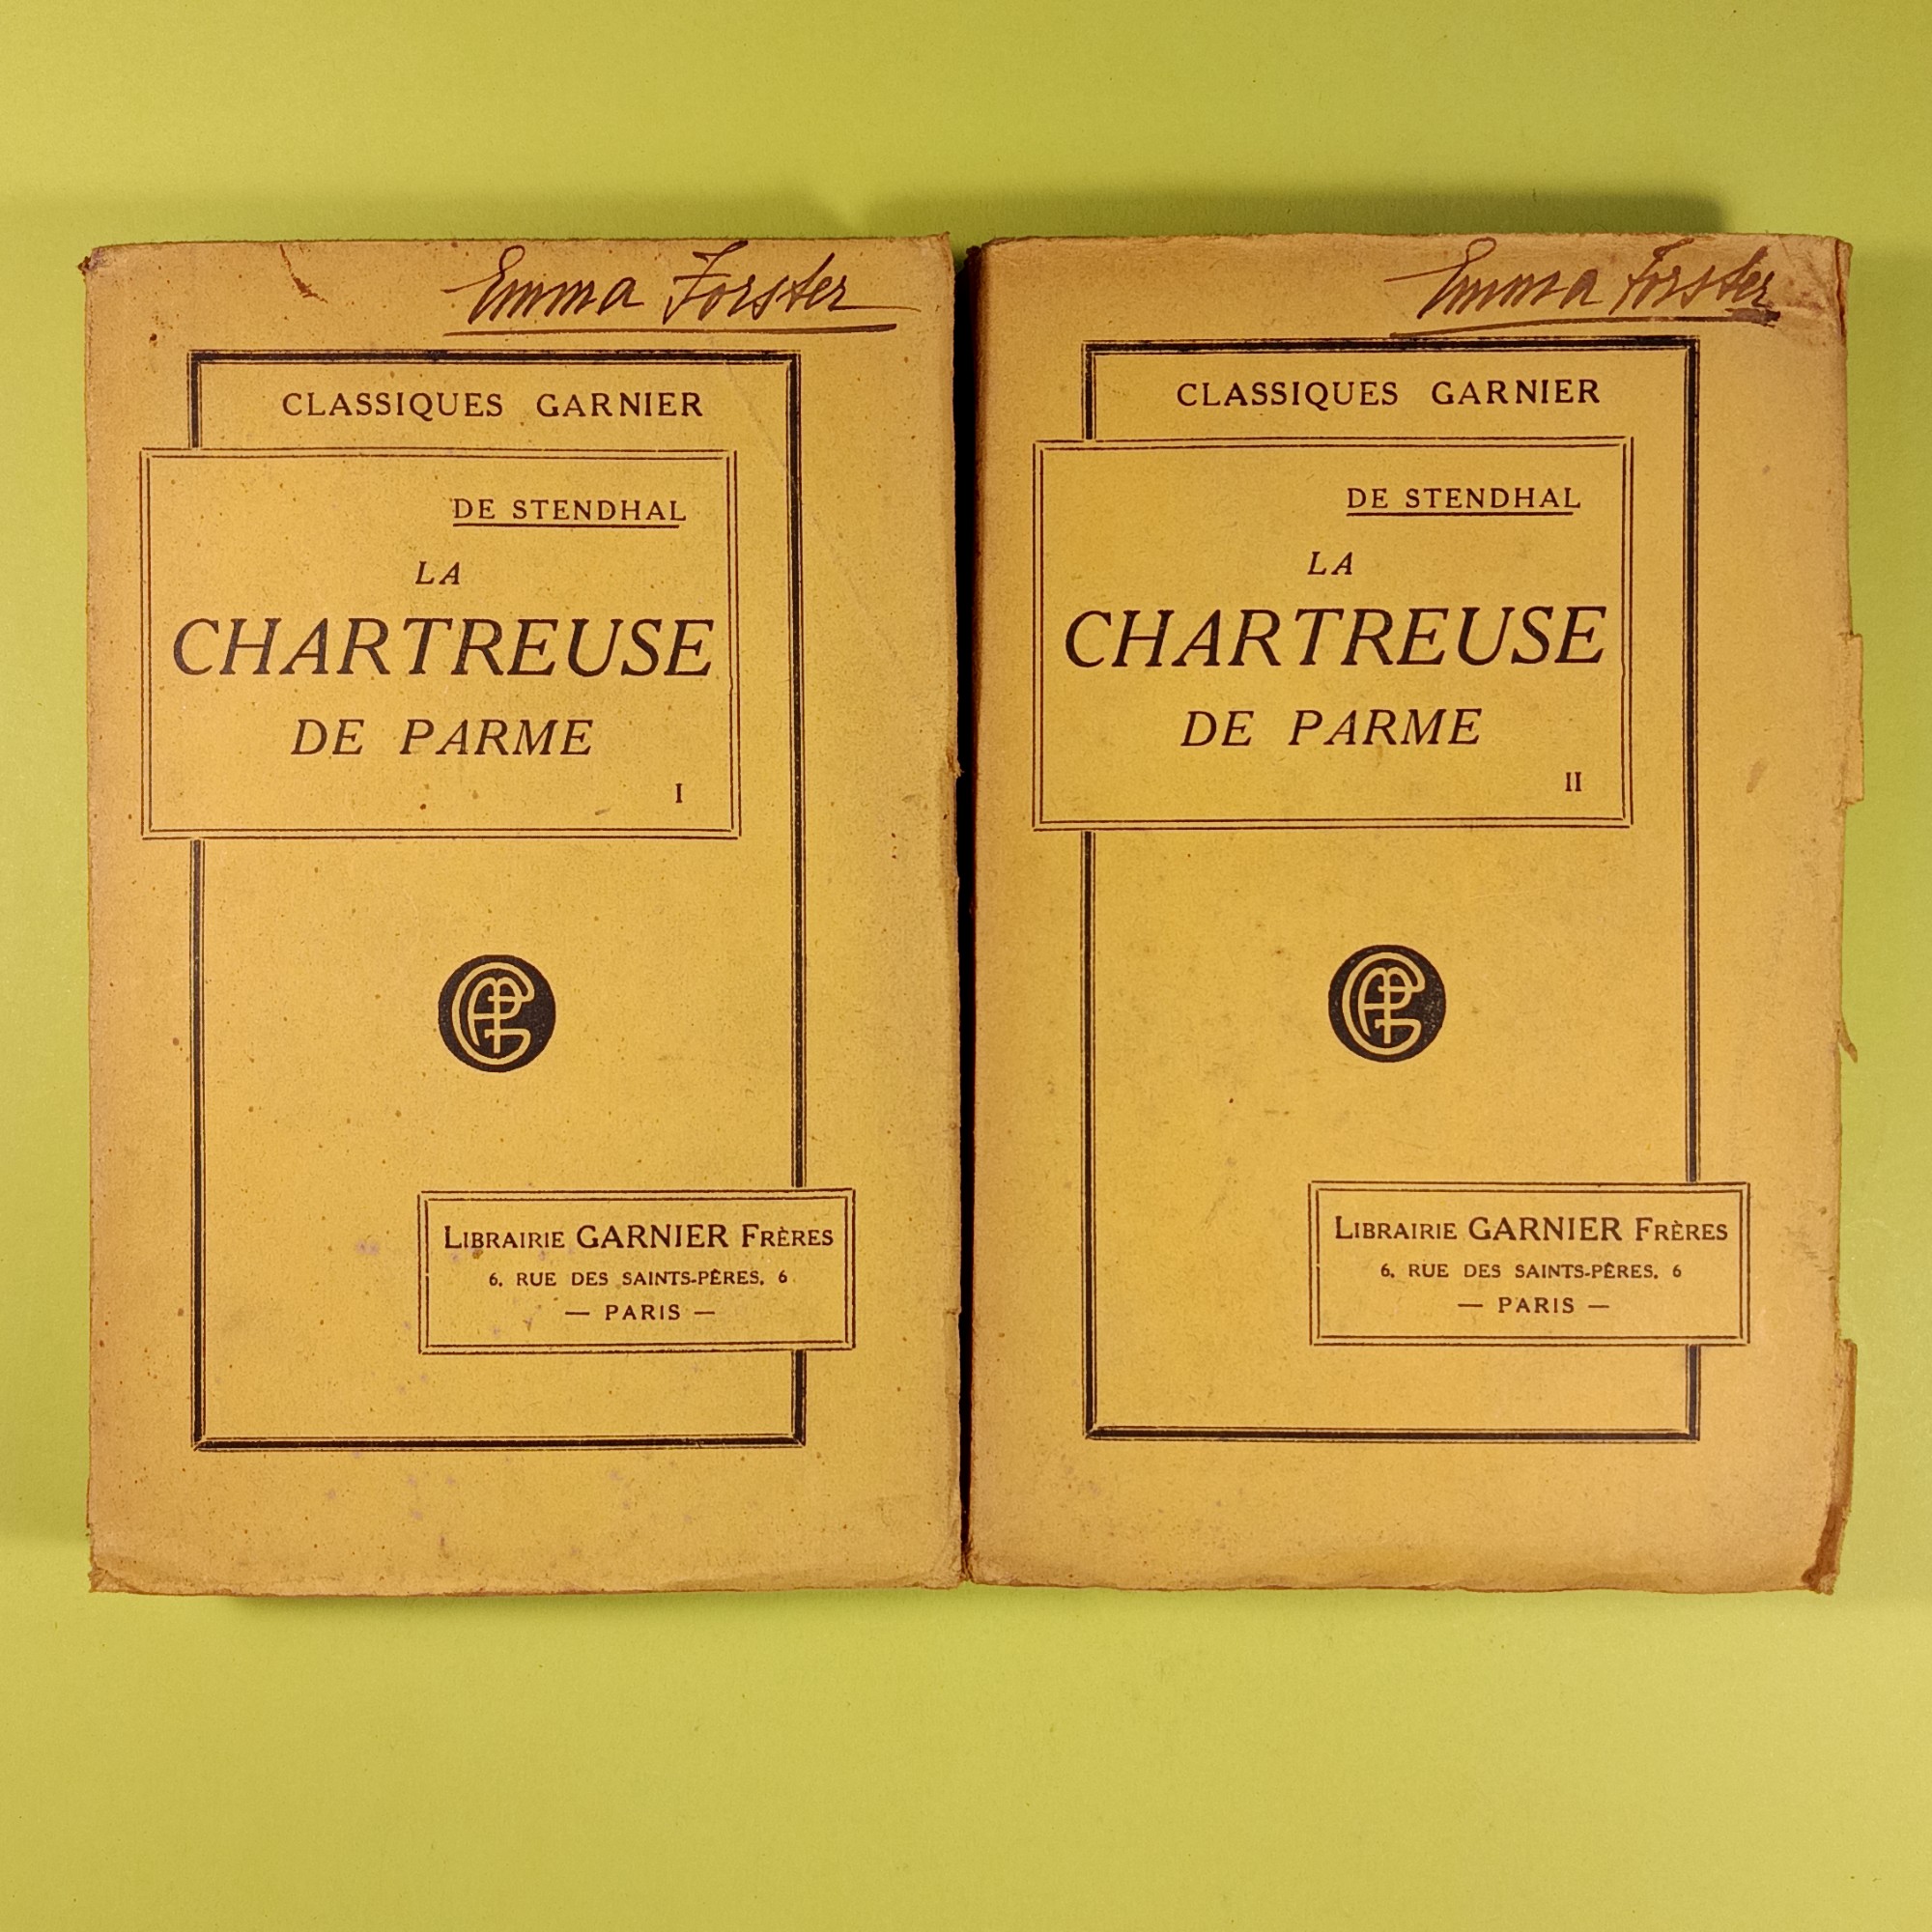 Emma Forster
CLASSIQUES GARNIER
DE STENDHAL
LA
CHARTREUSE
DE PARME
I
LIBRAIRIE GARNIER FRÈRES
6, RUE DES SAINTS-PÈRES, 6
— PARIS —
Emma Forster
CLASSIQUES GARNIER
DE STENDHAL
LA
CHARTREUSE
DE PARME
II
LIBRAIRIE GARNIER FRÈRES
6, RUE DES SAINTS-PÈRES, 6
— PARIS —